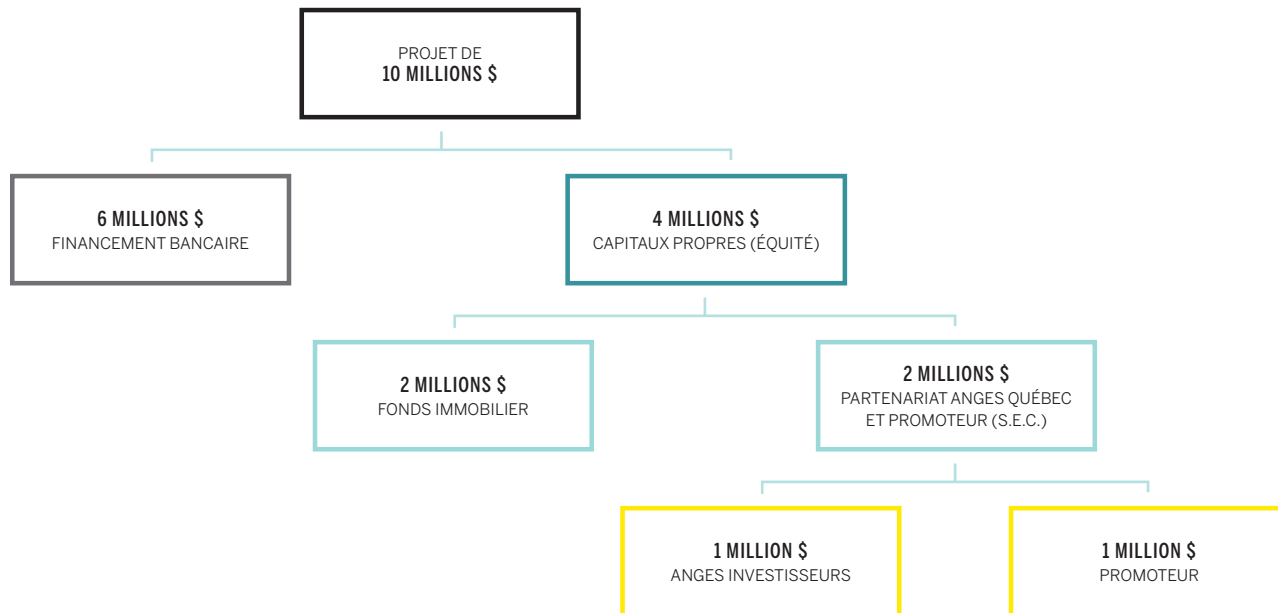 PROJET DE
10 MILLIONS $
6 MILLIONS $
FINANCEMENT BANCAIRE
4 MILLIONS $
CAPITAUX PROPRES (ÉQUITÉ)
2 MILLIONS $
FONDS IMMOBILIER
2 MILLIONS $
PARTENARIAT ANGES QUÉBEC
ET PROMOTEUR (S.E.C.)
1 MILLION $
ANGES INVESTISSEURS
1 MILLION $
PROMOTEUR